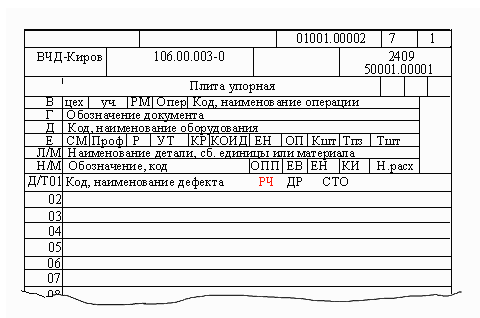 01001.00002 7 1
ВЧД-Киров 106.00.003-0 2409
50001.00001
Плита упорная
В цех уч. РМ Опер Код, наименование операции
Г Обозначение документа
Д Код, наименование оборудования
Е СМ Проф Р УТ КР КОИД ЕН ОП Кшт Тпз Тшт
Л/М Наименование детали, сб. единицы или материала
Н/М Обозначение, код ОПП ЕВ ЕН КИ Н.расх
Д/Т01 Код, наименование дефекта РЧ ДР СТО
02
03
04
05
06
07
08